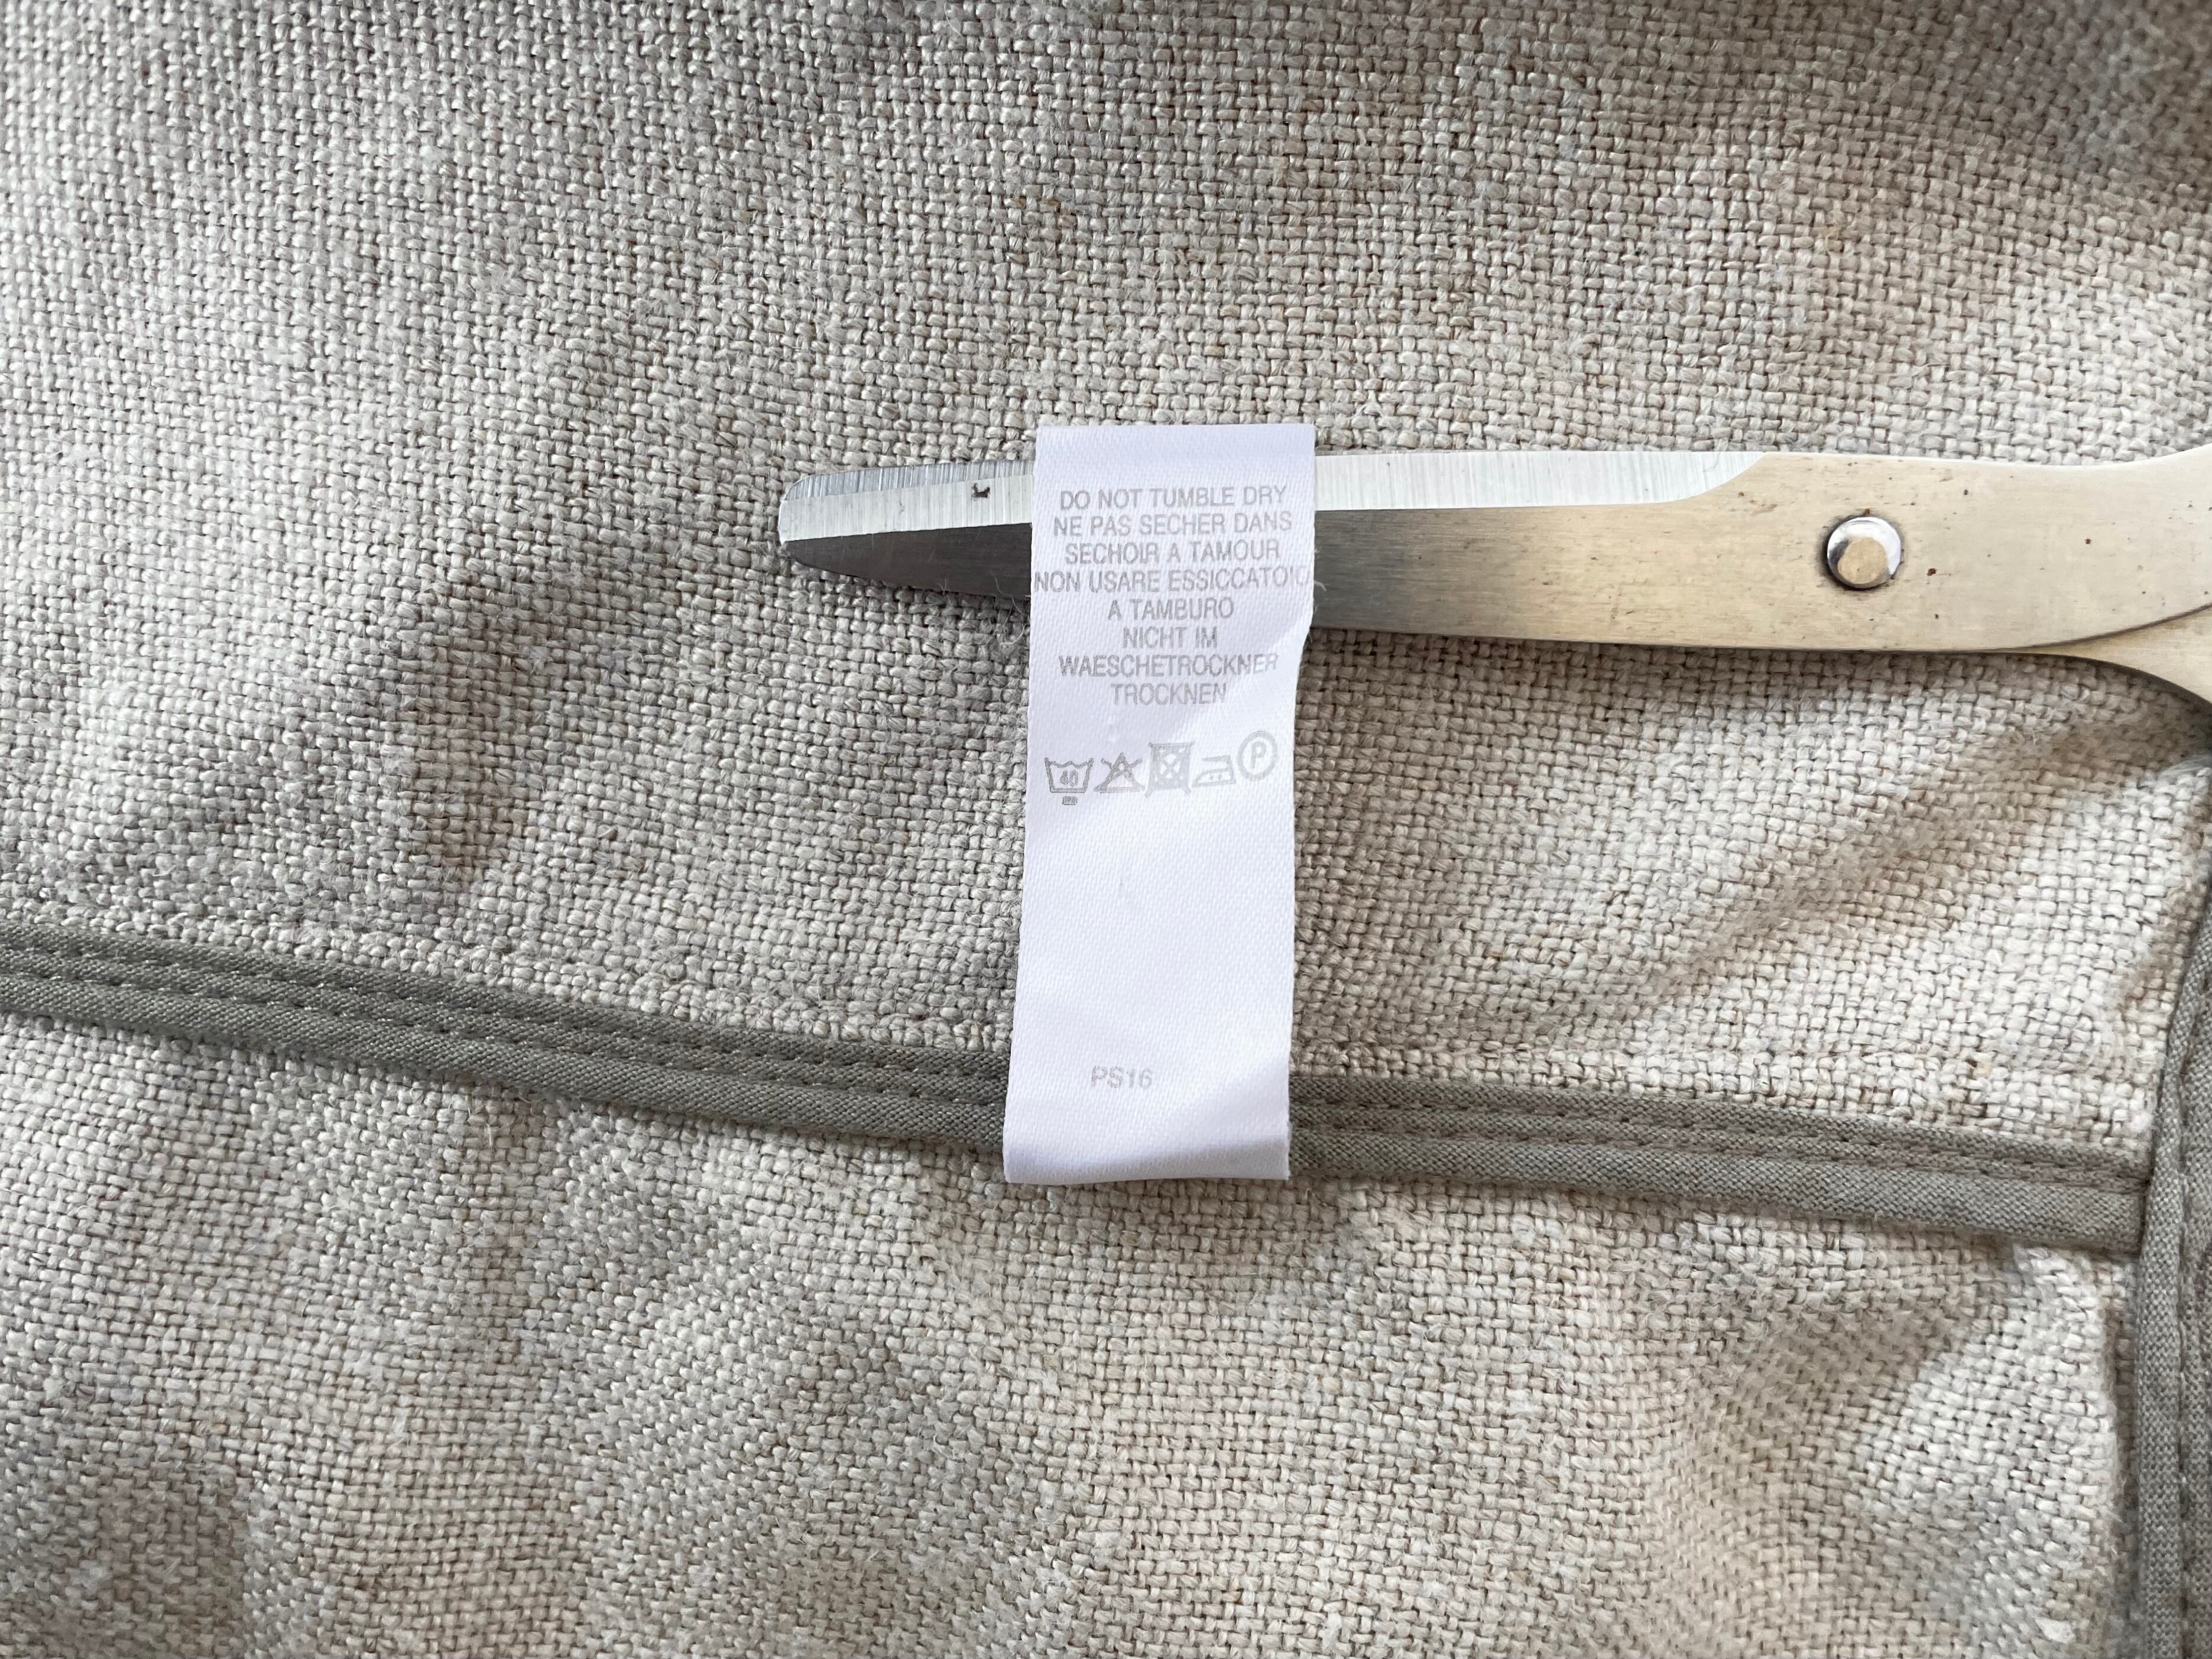 DO NOT TUMBLE DRY
NE PAS SECHER DANS
SECHOIR A TAMOUR
NON USARE ESSICCATOIO
A TAMBURO
NICHT IM
WAESCHETROCKNER
TROCKNEN
40 P
PS16